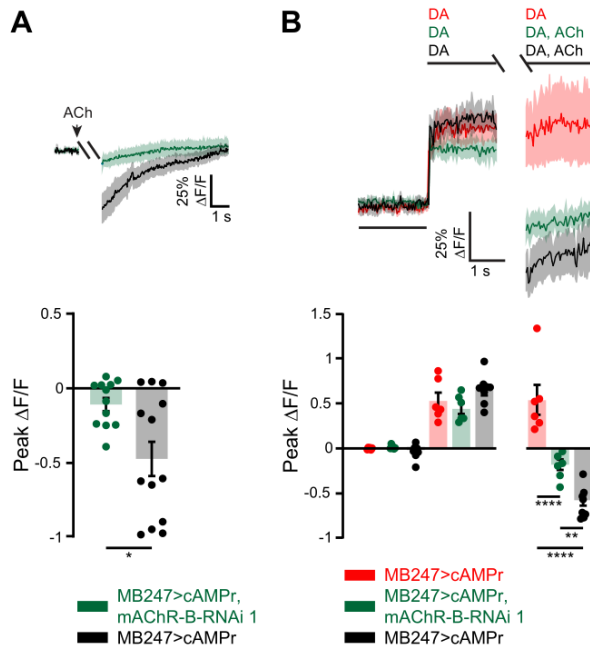 A
ACh
25%
ΔF/F
1 s
0.5
0
-0.5
-1
Peak ΔF/F
*
MB247>cAMPr,
mAChR-B-RNAi 1
MB247>cAMPr
B
DA
DA
DA
DA
DA, ACh
DA, ACh
25%
ΔF/F
1 s
1.5
1
0.5
0
-0.5
-1
Peak ΔF/F
****
**
****
MB247>cAMPr
MB247>cAMPr,
mAChR-B-RNAi 1
MB247>cAMPr